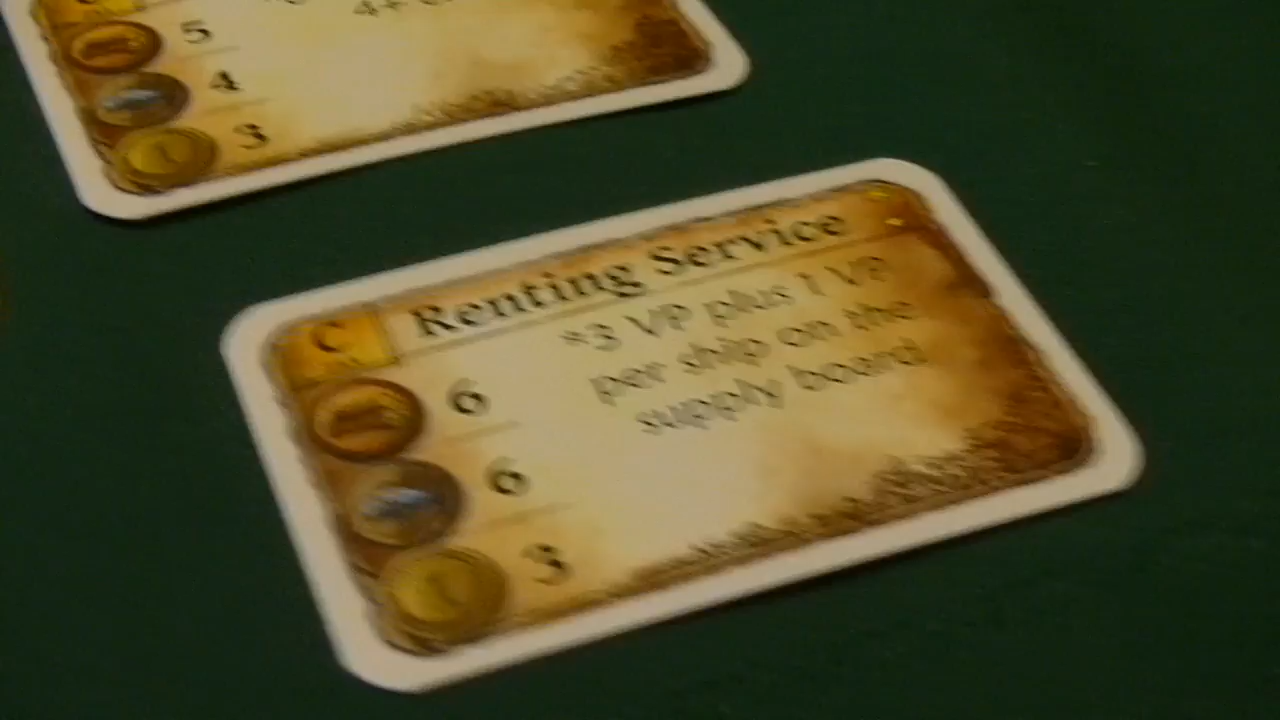 5
4+
4
3
Renting Service
C
*3 VP plus 1 VP
per ship on the
supply board
6
6
3